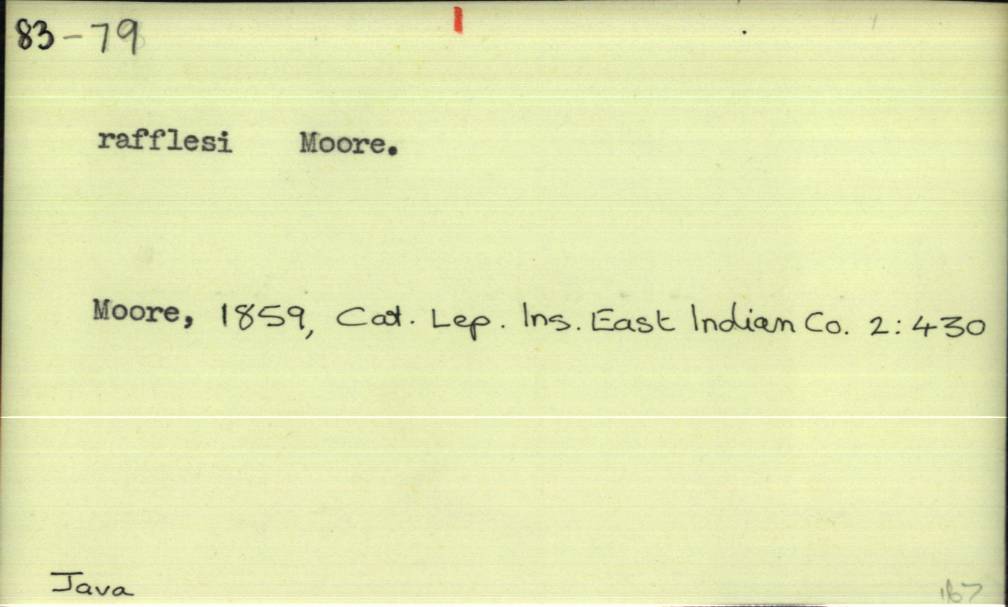 83-79
rafflesi Moore.
Moore, 1859, Cat. Lep. Ins. East Indian Co. 2:430
Java